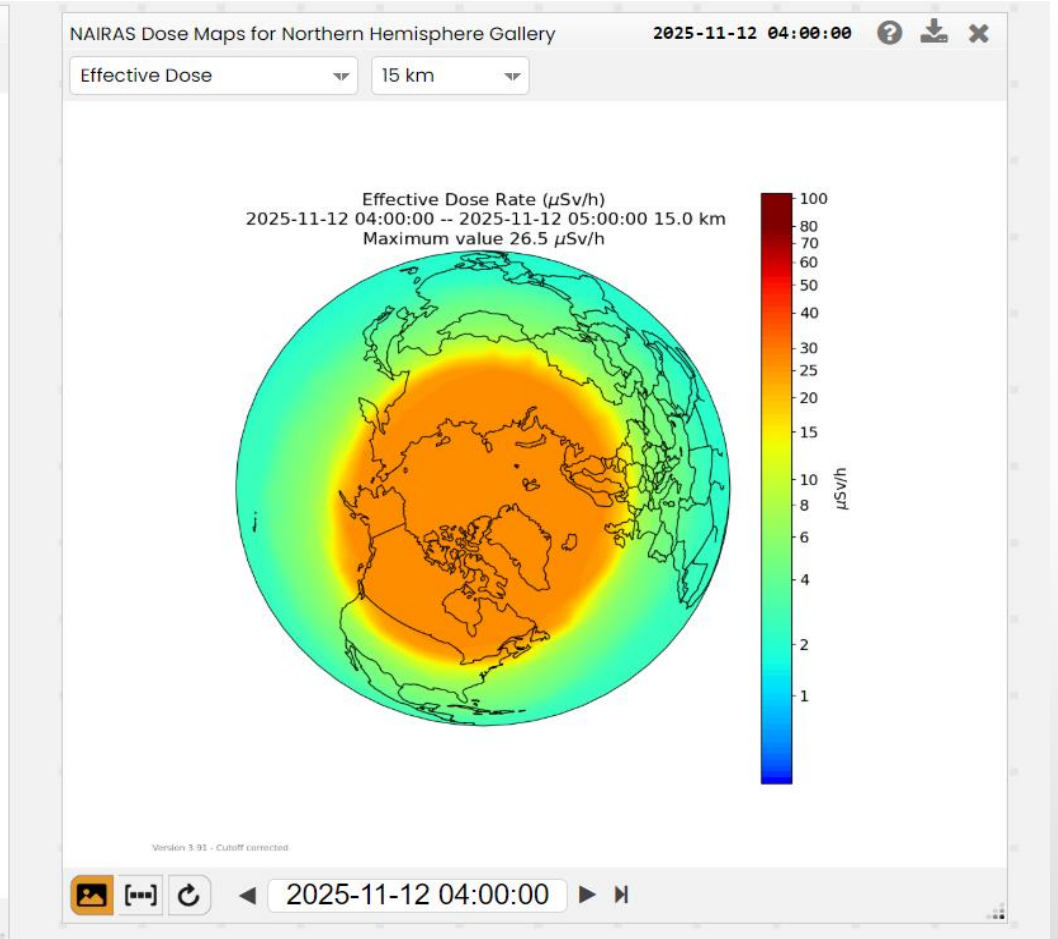 NAIRAS Dose Maps for Northern Hemisphere Gallery 2025-11-12 04:00:00
Effective Dose 15 km
Effective Dose Rate (μSv/h)
2025-11-12 04:00:00 -- 2025-11-12 05:00:00 15.0 km
Maximum value 26.5 μSv/h
100
80
70
60
50
40
30
25
20
15
10
8
6
4
2
1
μSv/h
Version 3.91 - Cutoff corrected
2025-11-12 04:00:00